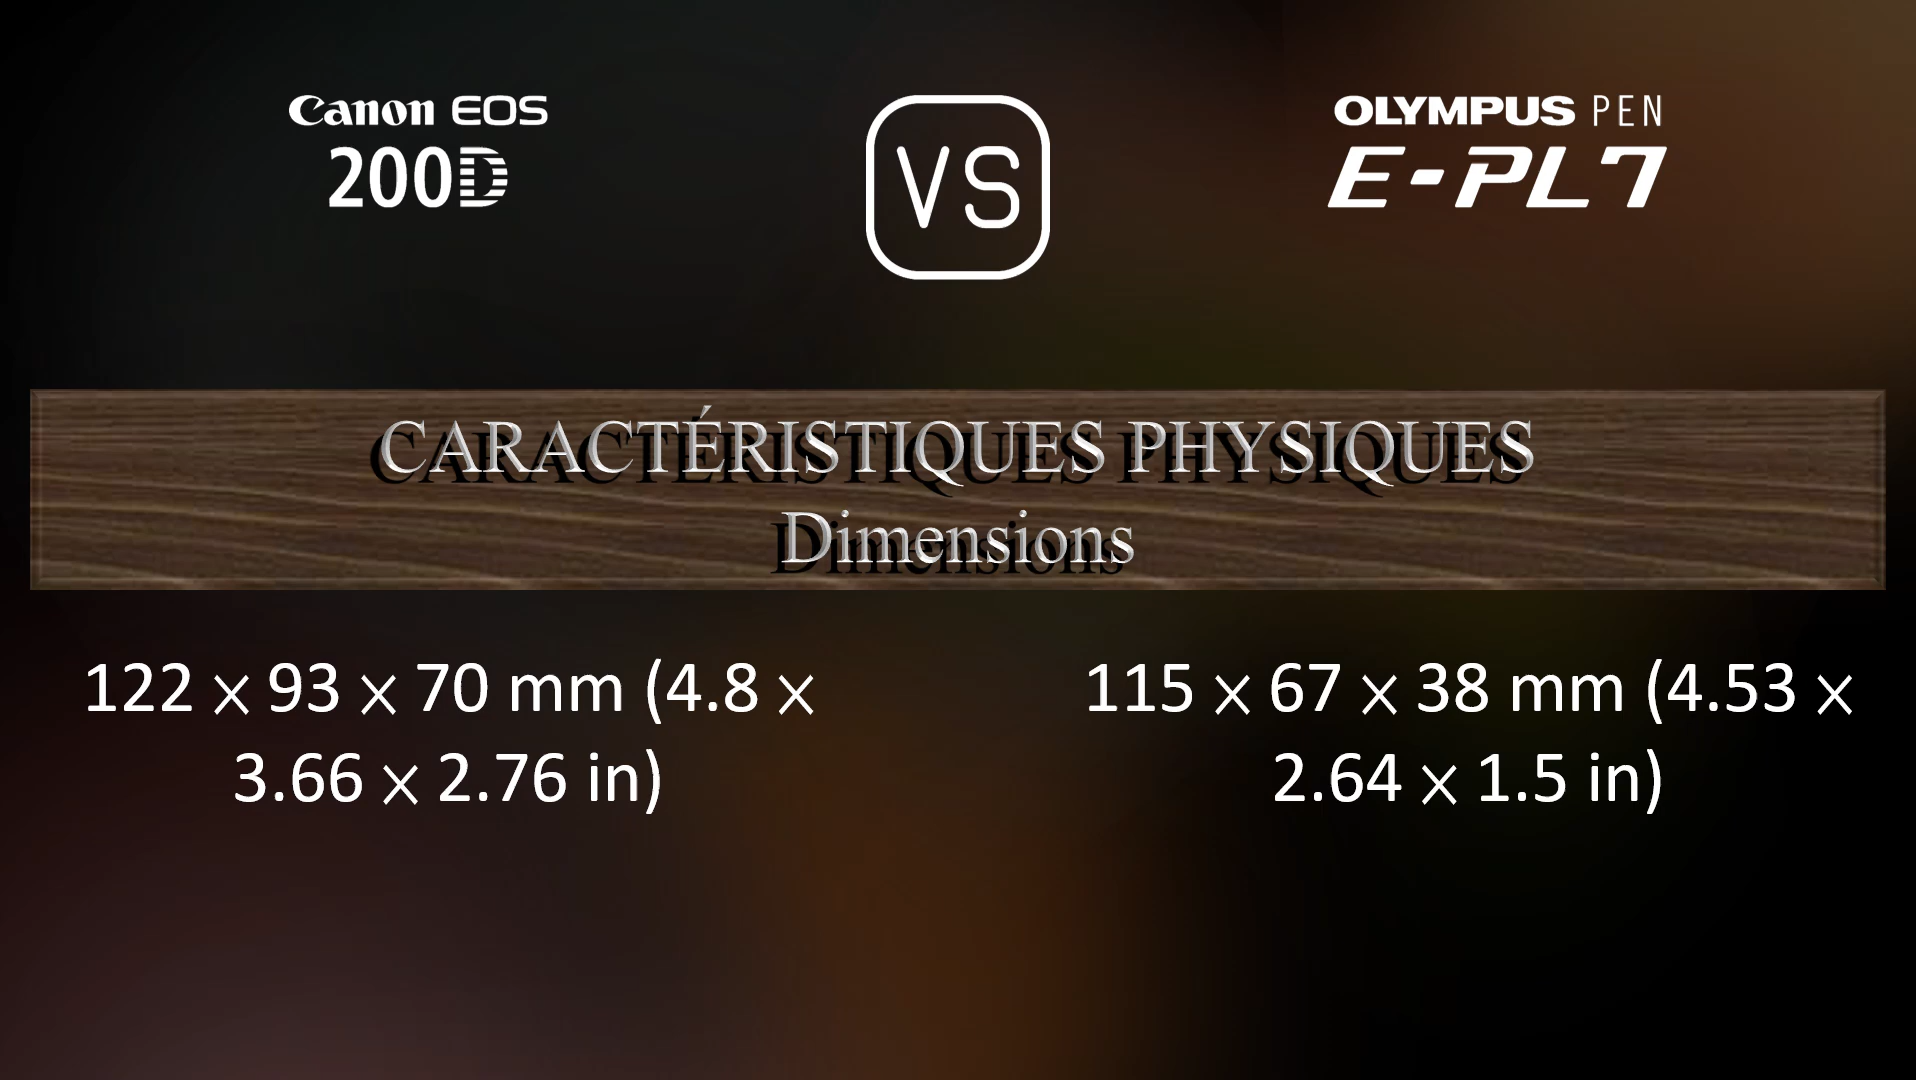 Canon EOS
200D
VS
OLYMPUS PEN
E-PL7
CARACTÉRISTIQUES PHYSIQUES
Dimensions
122 x 93 x 70 mm (4.8 x
3.66 x 2.76 in)
115 x 67 x 38 mm (4.53 x
2.64 x 1.5 in)